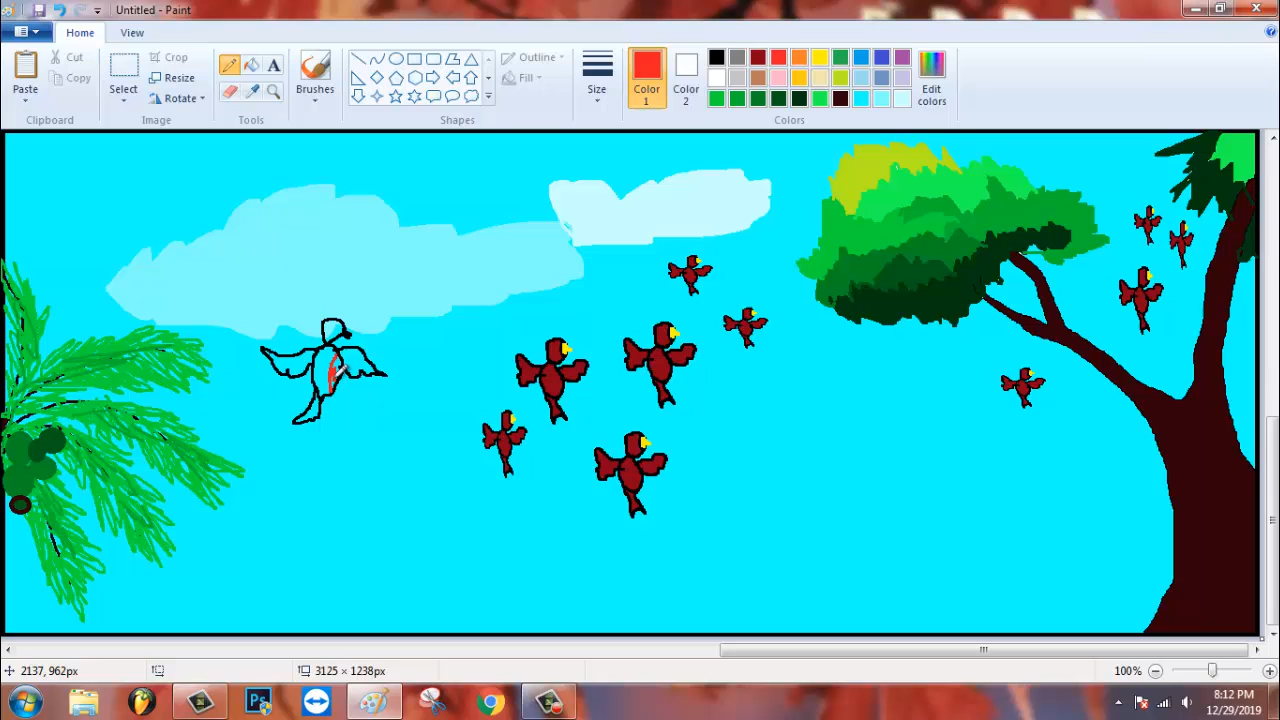 Untitled - Paint
Home
View
Paste
Cut
Copy
Clipboard
Select
Crop
Resize
Rotate
Image
A
Tools
Brushes
Outline
Fill
Shapes
Size
Color 1
Color 2
Edit colors
Colors
2137, 962px
3125 × 1238px
100%
Ps
8:12 PM
12/29/2019